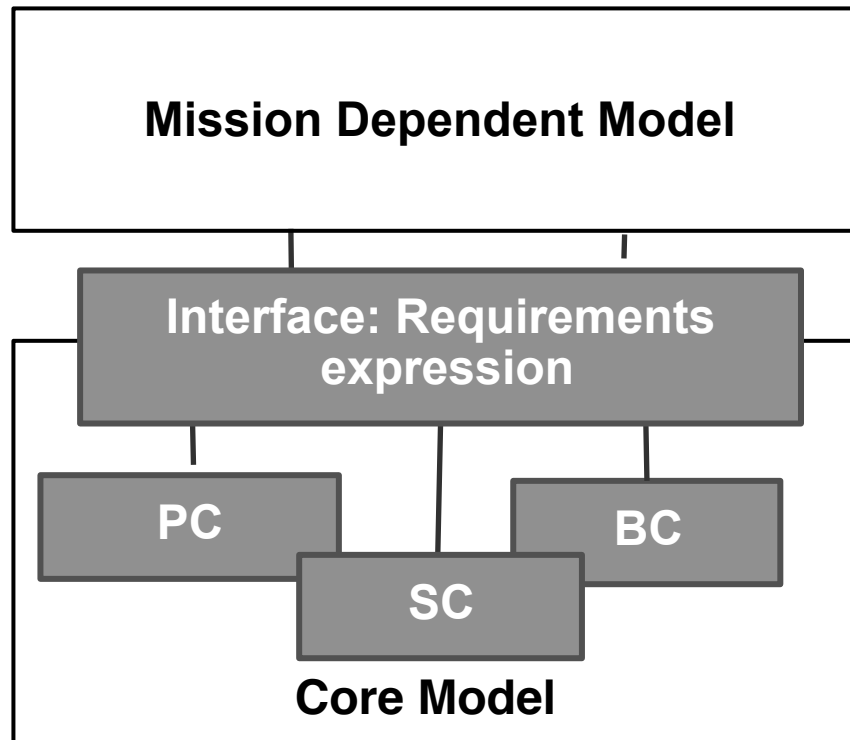 Mission Dependent Model
Interface: Requirements
expression
PC
BC
SC
Core Model